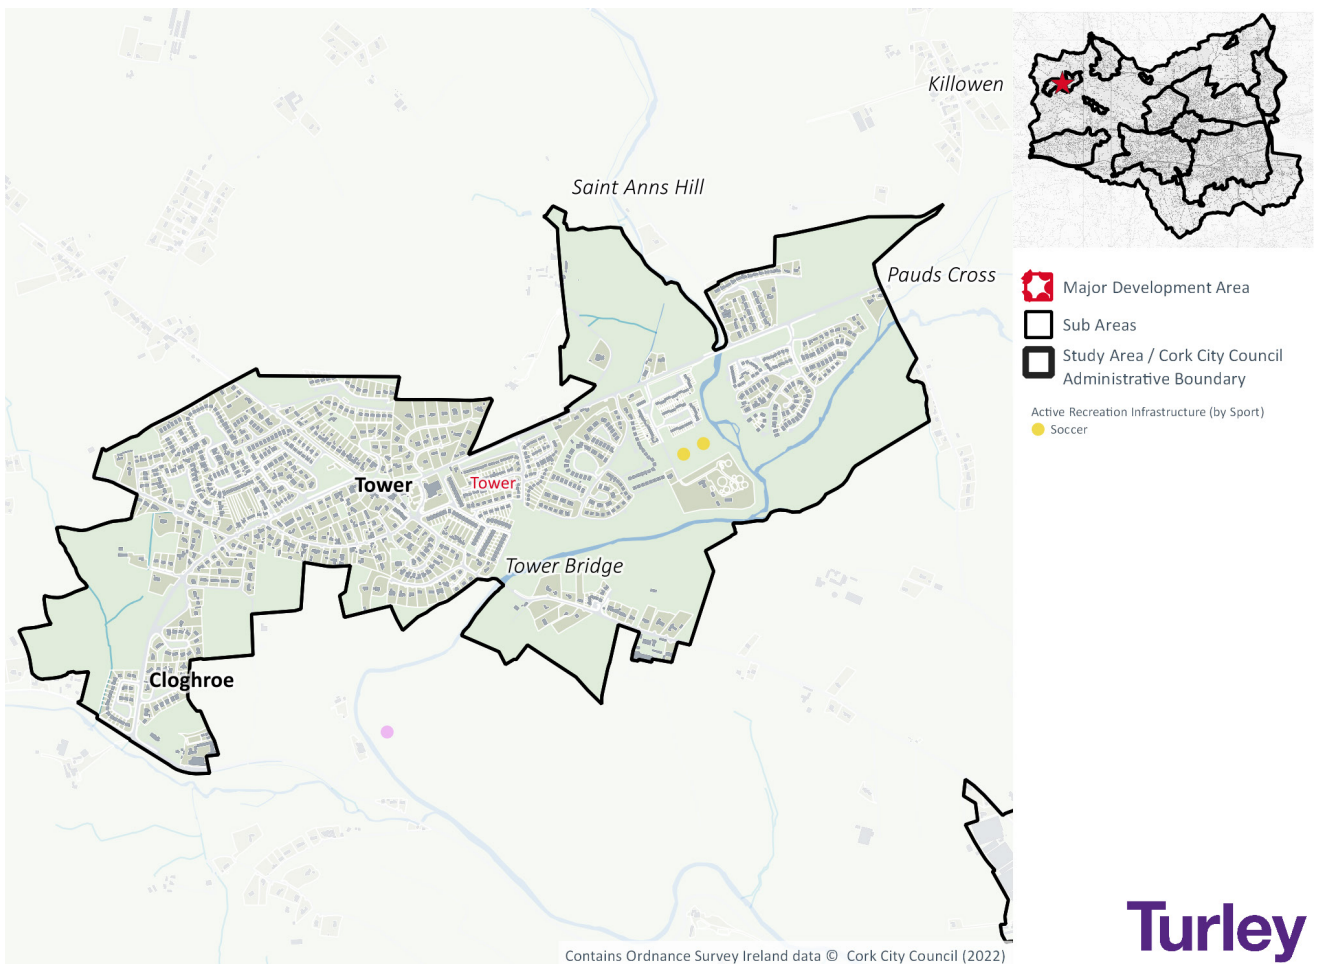 Killowen
Saint Anns Hill
Pauds Cross
Tower
Tower
Tower Bridge
Cloghroe
Contains Ordnance Survey Ireland data © Cork City Council (2022)
Major Development Area
Sub Areas
Study Area / Cork City Council
Administrative Boundary
Active Recreation Infrastructure (by Sport)
Soccer
Turley